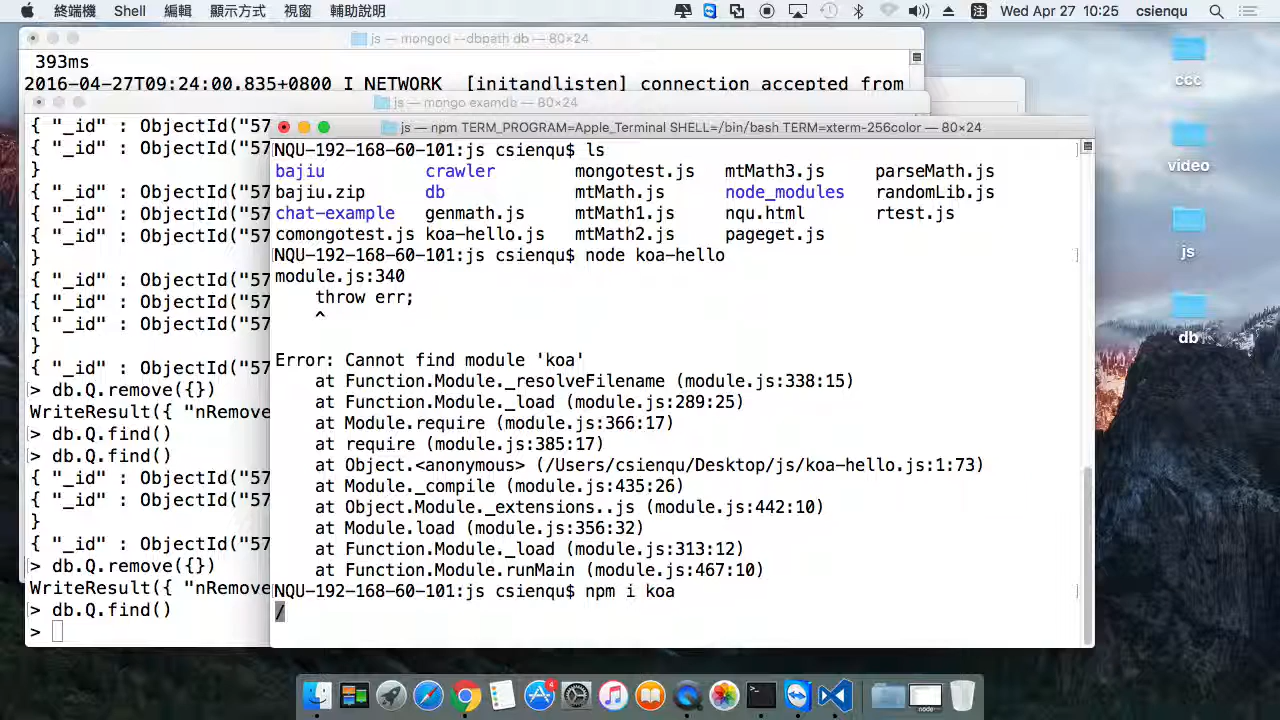 終端機 Shell 編輯 顯示方式 視窗 輔助說明 注 Wed Apr 27 10:25 csienqu
js — mongod --dbpath db — 80×24
393ms
2016-04-27T09:24:00.835+0800 I NETWORK [initandlisten] connection accepted from
js — mongo examdb — 80×24
{ "_id" : ObjectId("57
{ "_id" : ObjectId("57
}
{ "_id" : ObjectId("57
{ "_id" : ObjectId("57
{ "_id" : ObjectId("57
}
{ "_id" : ObjectId("57
{ "_id" : ObjectId("57
{ "_id" : ObjectId("57
}
{ "_id" : ObjectId("57
> db.Q.remove({})
WriteResult({ "nRemove
> db.Q.find()
> db.Q.find()
{ "_id" : ObjectId("57
{ "_id" : ObjectId("57
}
{ "_id" : ObjectId("57
> db.Q.remove({})
WriteResult({ "nRemove
> db.Q.find()
>
js — npm TERM_PROGRAM=Apple_Terminal SHELL=/bin/bash TERM=xterm-256color — 80×24
NQU-192-168-60-101:js csienqu$ ls
bajiu crawler mongotest.js mtMath3.js parseMath.js
bajiu.zip db mtMath.js node_modules randomLib.js
chat-example genmath.js mtMath1.js nqu.html rtest.js
comongotest.js koa-hello.js mtMath2.js pageget.js
NQU-192-168-60-101:js csienqu$ node koa-hello
module.js:340
throw err;
^
Error: Cannot find module 'koa'
at Function.Module._resolveFilename (module.js:338:15)
at Function.Module._load (module.js:289:25)
at Module.require (module.js:366:17)
at require (module.js:385:17)
at Object.<anonymous> (/Users/csienqu/Desktop/js/koa-hello.js:1:73)
at Module._compile (module.js:435:26)
at Object.Module._extensions..js (module.js:442:10)
at Module.load (module.js:356:32)
at Function.Module._load (module.js:313:12)
at Function.Module.runMain (module.js:467:10)
NQU-192-168-60-101:js csienqu$ npm i koa
/
ccc
video
js
db
4
node